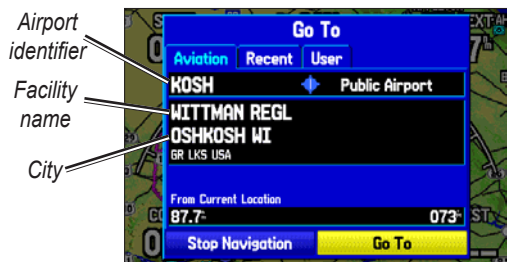 Airport
identifier
Facility
name
City
Go To
Aviation Recent User
KOSH Public Airport
WITTMAN REGL
OSHKOSH WI
GR LKS USA
From Current Location
87.7 073
Stop Navigation Go To